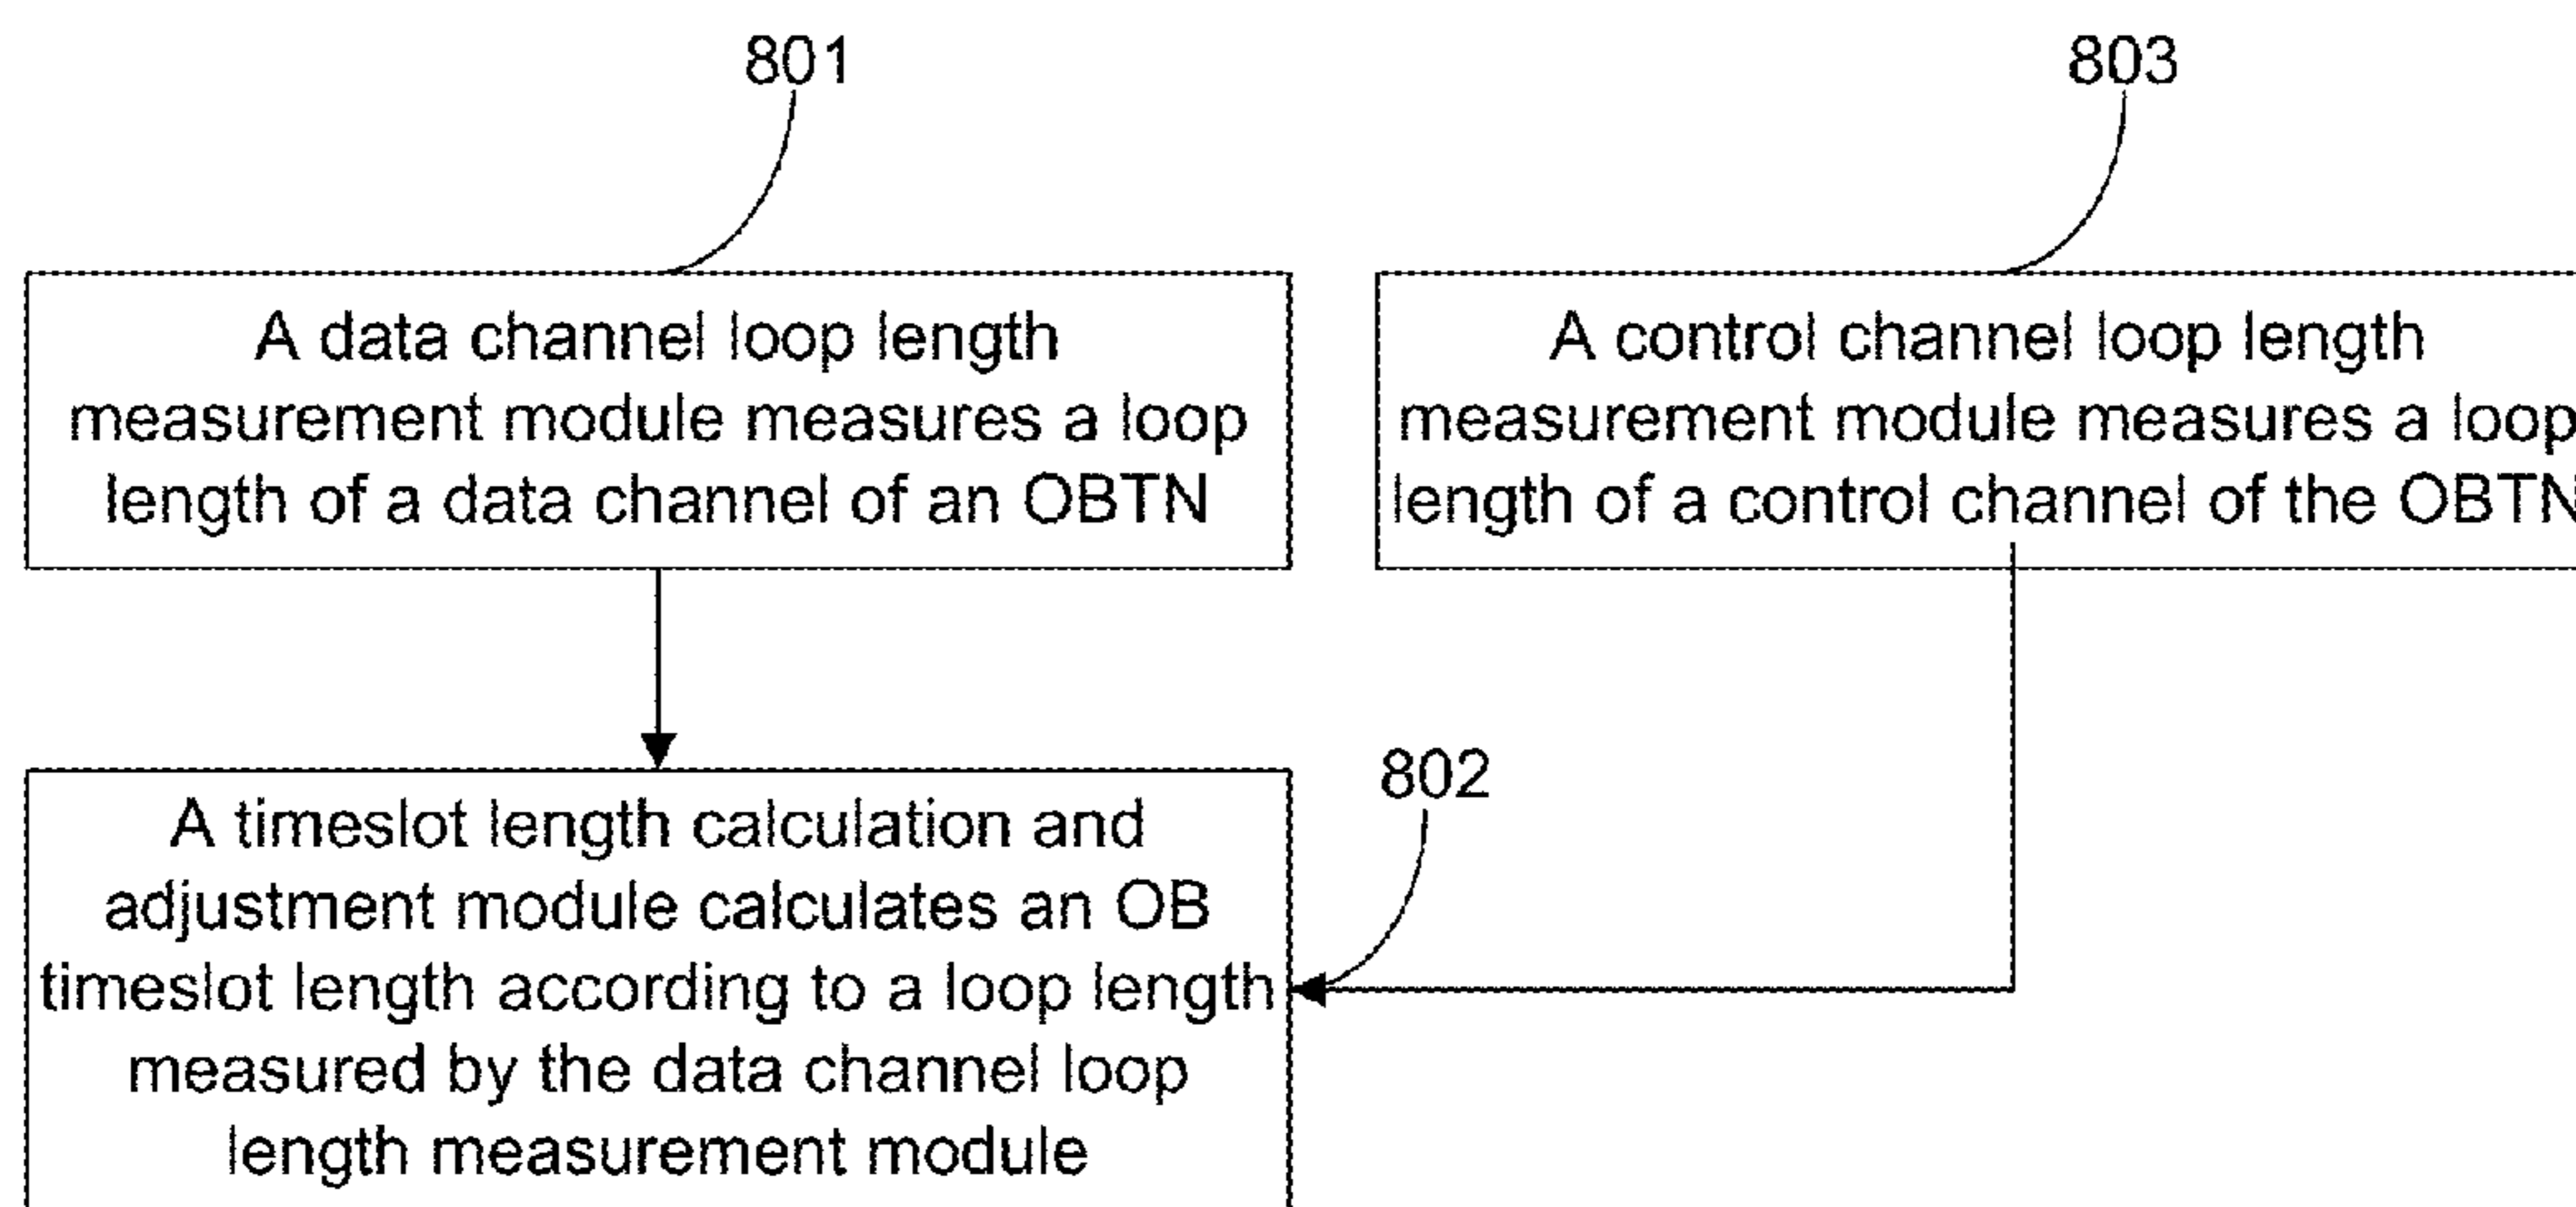 801
803
A data channel loop length
measurement module measures a loop
length of a data channel of an OBTN
A control channel loop length
measurement module measures a loop
length of a control channel of the OBTN
802
A timeslot length calculation and
adjustment module calculates an OB
timeslot length according to a loop length
measured by the data channel loop
length measurement module